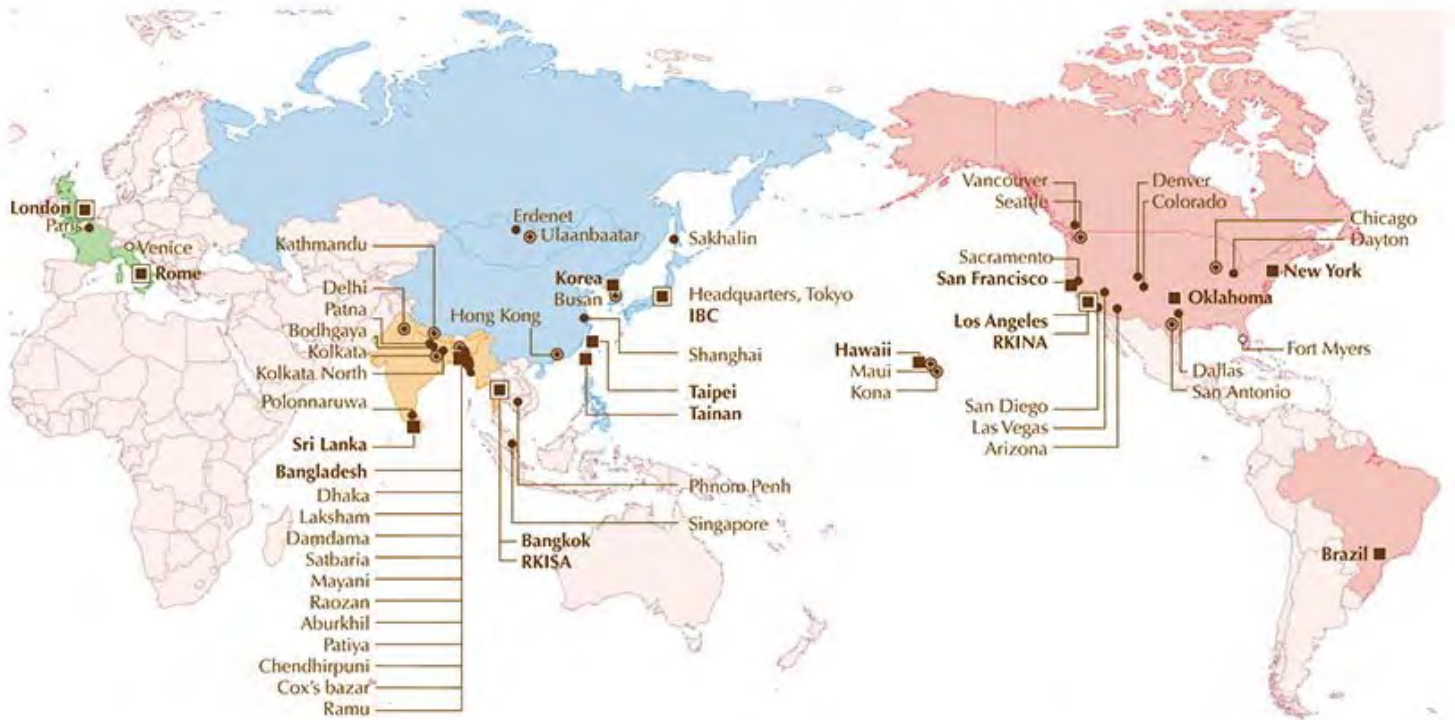 London
Paris
Venice
Rome
Kathmandu
Delhi
Patna
Bodhgaya
Kolkata
Kolkata North
Polonnaruwa
Sri Lanka
Bangladesh
Dhaka
Laksham
Damdama
Satbaria
Mayani
Raozan
Aburkhil
Patiya
Chendhirpuni
Cox's bazar
Ramu
Erdenet
Ulaanbaatar
Sakhalin
Korea
Busan
Headquarters, Tokyo
IBC
Hong Kong
Shanghai
Taipei
Tainan
Phnom Penh
Singapore
Bangkok
RKISA
Hawaii
Maui
Kona
Vancouver
Seattle
Sacramento
San Francisco
Los Angeles
RKINA
San Diego
Las Vegas
Arizona
Denver
Colorado
Chicago
Dayton
New York
Oklahoma
Fort Myers
Dallas
San Antonio
Brazil